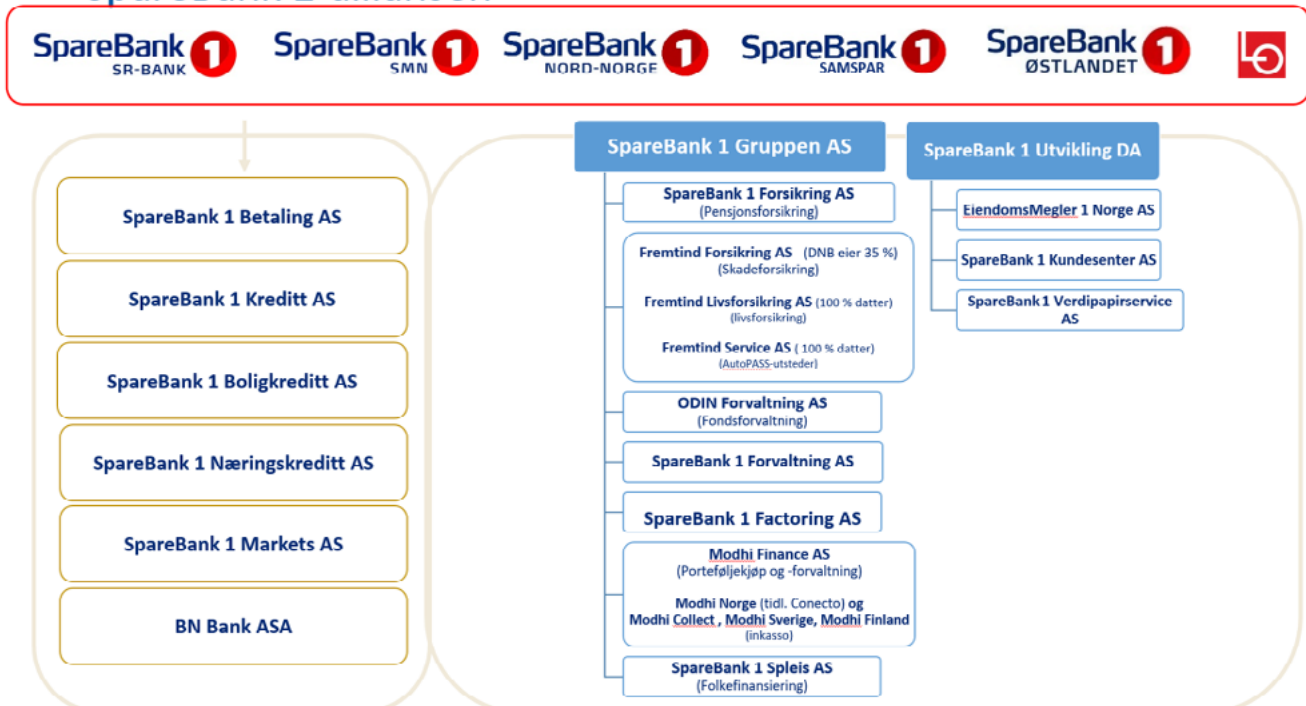 SpareBank 1
SR-BANK
SpareBank 1
SMN
SpareBank 1
NORD-NORGE
SpareBank 1
SAMSPAR
SpareBank 1
ØSTLANDET
LO
SpareBank 1 Betaling AS
SpareBank 1 Kreditt AS
SpareBank 1 Boligkreditt AS
SpareBank 1 Næringskreditt AS
SpareBank 1 Markets AS
BN Bank ASA
SpareBank 1 Gruppen AS
SpareBank 1 Forsikring AS
(Pensjonsforsikring)
Fremtind Forsikring AS (DNB eier 35 %)
(Skadeforsikring)
Fremtind Livsforsikring AS (100 % datter)
(livsforsikring)
Fremtind Service AS ( 100 % datter)
(AutoPASS-utsteder)
ODIN Forvaltning AS
(Fondsforvaltning)
SpareBank 1 Forvaltning AS
SpareBank 1 Factoring AS
Modhi Finance AS
(Porteføljekjøp og -forvaltning)
Modhi Norge (tidl. Conecto) og
Modhi Collect , Modhi Sverige, Modhi Finland
(inkasso)
SpareBank 1 Spleis AS
(Folkefinansiering)
SpareBank 1 Utvikling DA
EiendomsMegler 1 Norge AS
SpareBank 1 Kundesenter AS
SpareBank1 Verdipapirservice
AS